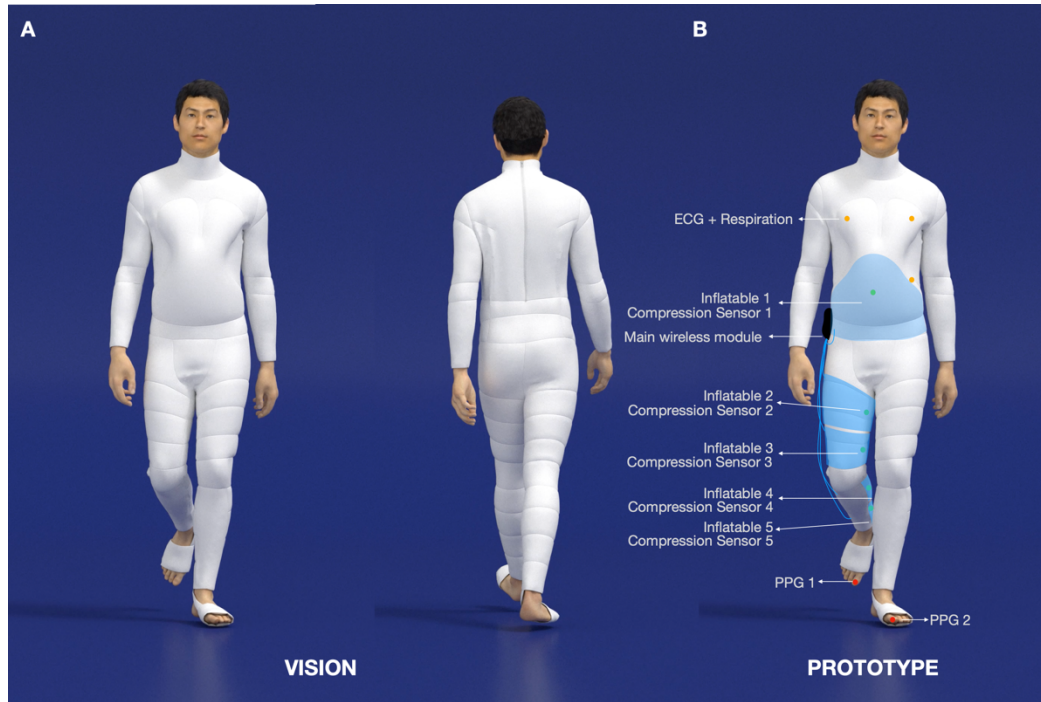 A
B
ECG + Respiration
Inflatable 1
Compression Sensor 1
Main wireless module
Inflatable 2
Compression Sensor 2
Inflatable 3
Compression Sensor 3
Inflatable 4
Compression Sensor 4
Inflatable 5
Compression Sensor 5
PPG 1
PPG 2
VISION
PROTOTYPE